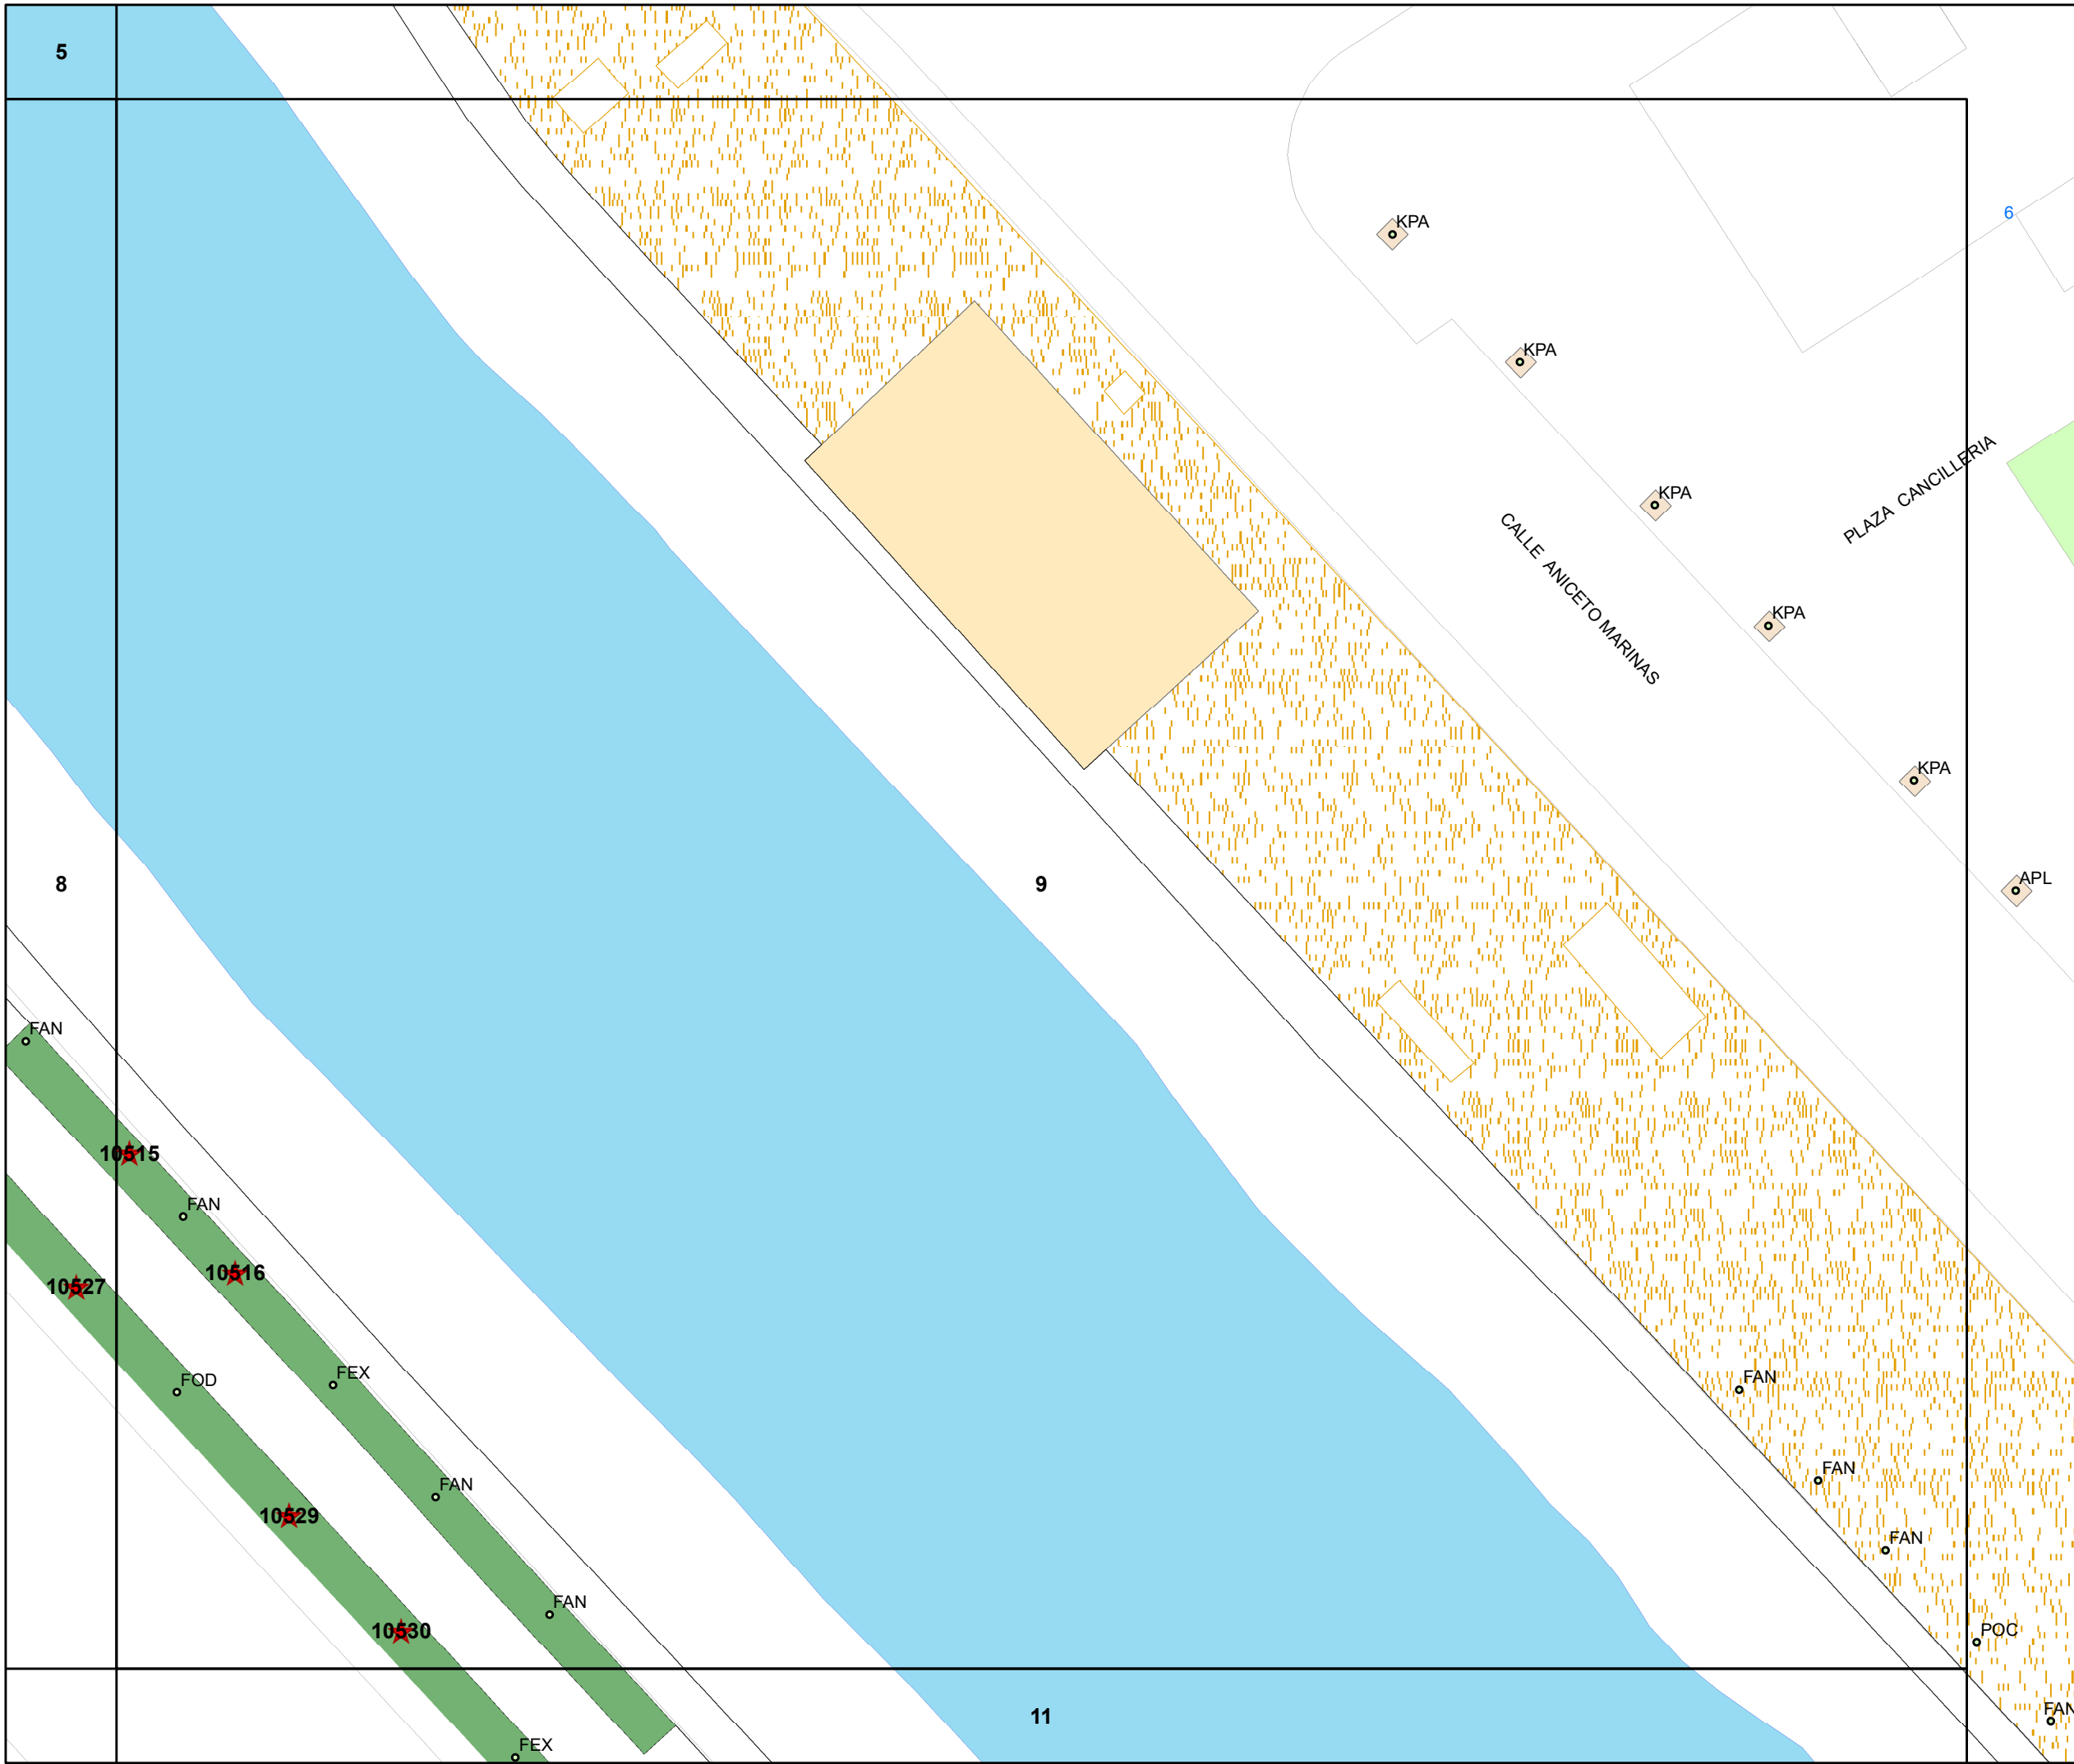 5
KPA
6
KPA
PLAZA CANCILLERIA
KPA
CALLE ANICETO MARINAS
KPA
KPA
8
9
APL
FAN
10515
FAN
10516
10527
FEX
FOD
FAN
FAN
10529
FAN
FAN
FAN
10530
POC
11
FAN
FEX